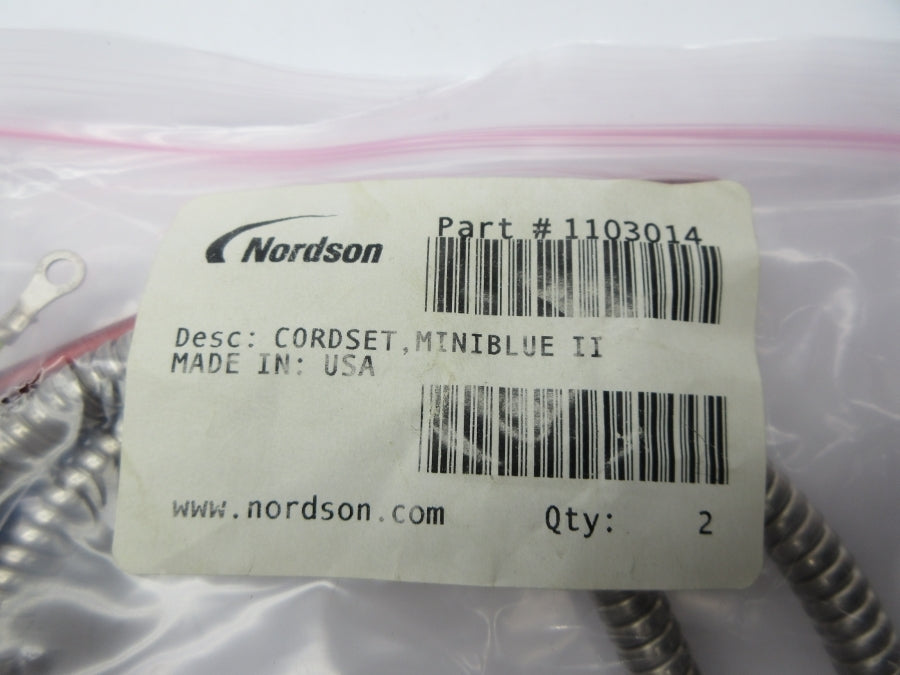 Nordson
Part # 1103014
Desc: CORDSET,MINIBLUE II
MADE IN: USA
www.nordson.com
Qty: 2